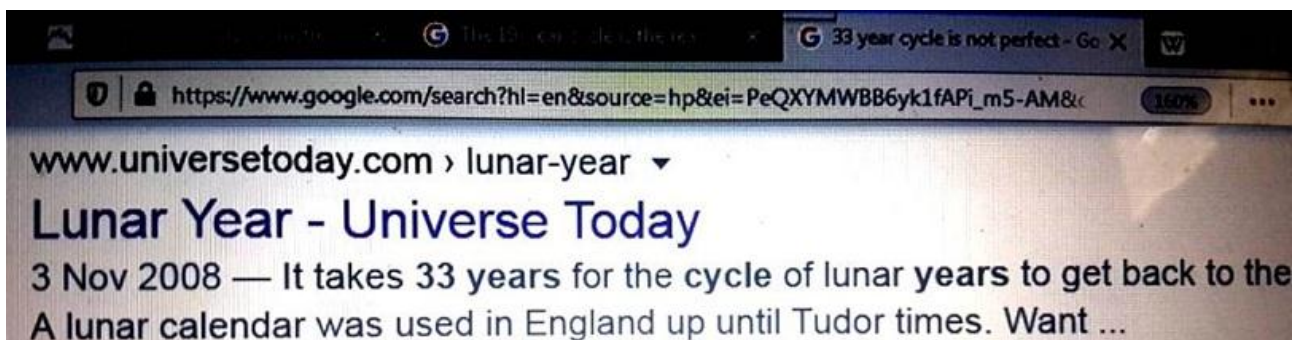 33 year cycle is not perfect - Go
https://www.google.com/search?hl=en&source=hp&ei=PeQXYMWBB6yk1fAPi_m5-AM&
160%
www.universetoday.com › lunar-year
Lunar Year - Universe Today
3 Nov 2008 — It takes 33 years for the cycle of lunar years to get back to the
A lunar calendar was used in England up until Tudor times. Want ...